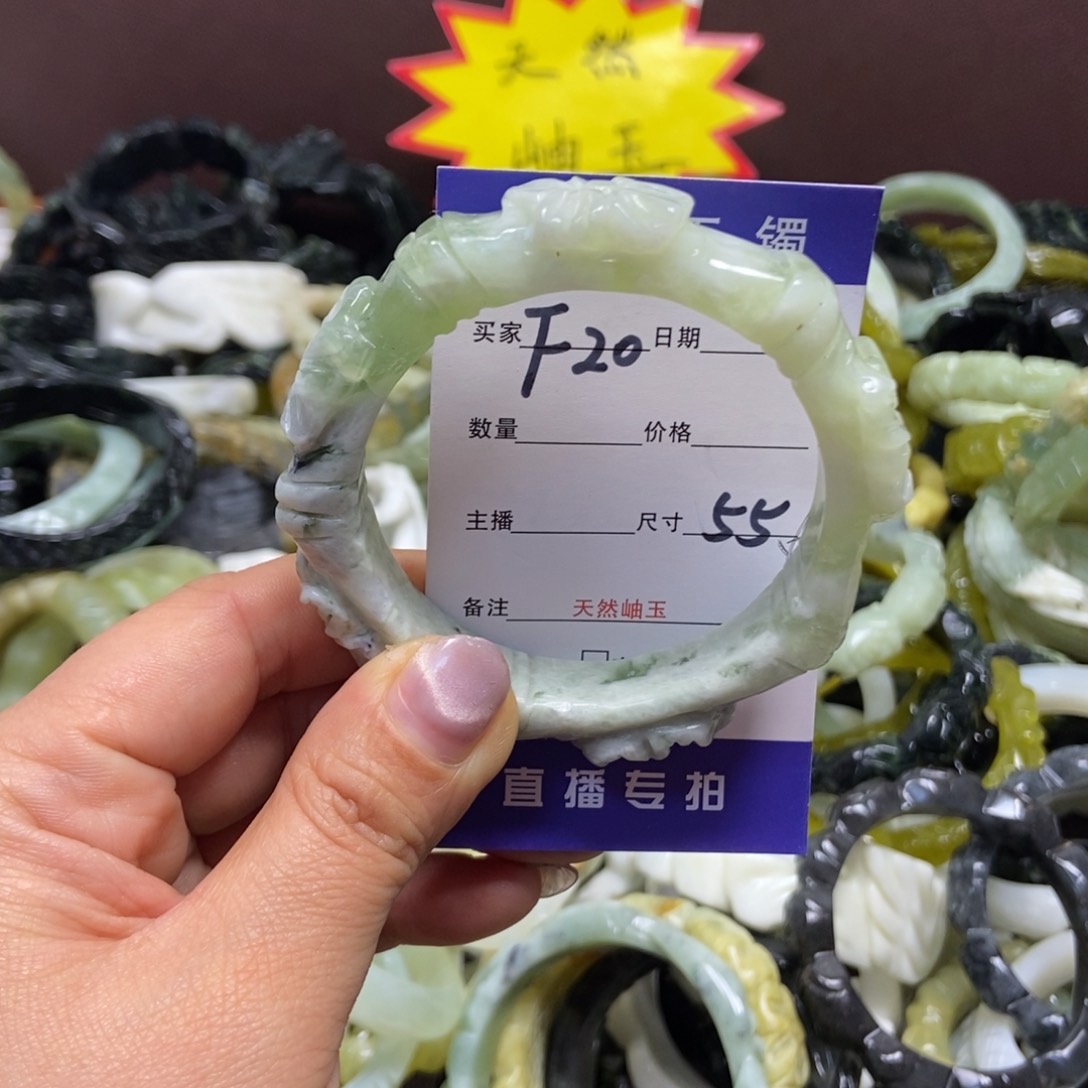 天然
岫玉
镯
买家 F20 日期
数量 价格
主播 尺寸 55
备注 天然岫玉
直播专拍